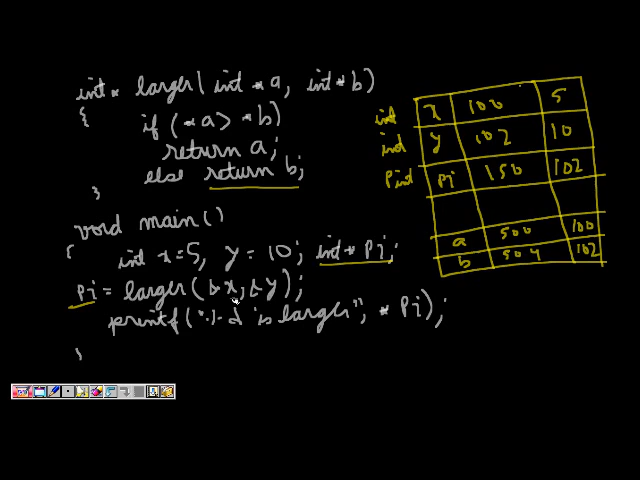 int* larger( int *a, int* b)
{
if (*a > *b)
return a;
else return b;
}
void main()
{
int x=5, y=10; int* Pi;
Pi = larger(&x, &y);
printf("%d is larger", * Pi);
}
int x 100 5
int y 102 10
Pint Pi 150 102
a 500 100
b 504 102